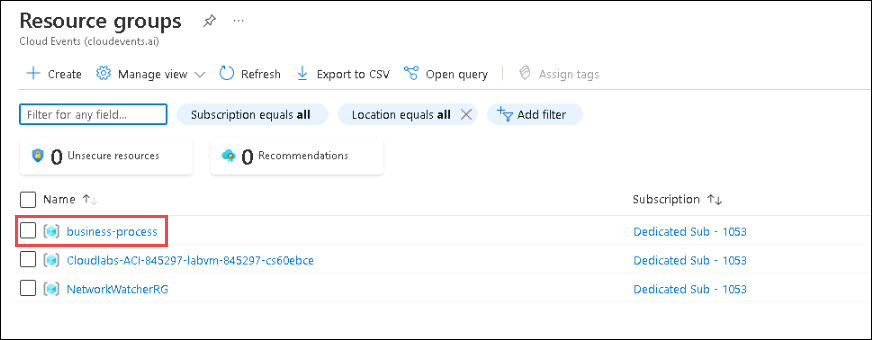 Resource groups
Cloud Events (cloudevents.ai)
Create Manage view Refresh Export to CSV Open query Assign tags
Filter for any field... Subscription equals all Location equals all Add filter
0 Unsecure resources 0 Recommendations
Name Subscription
business-process Dedicated Sub - 1053
Cloudlabs-ACI-845297-labvm-845297-cs60ebce Dedicated Sub - 1053
NetworkWatcherRG Dedicated Sub - 1053